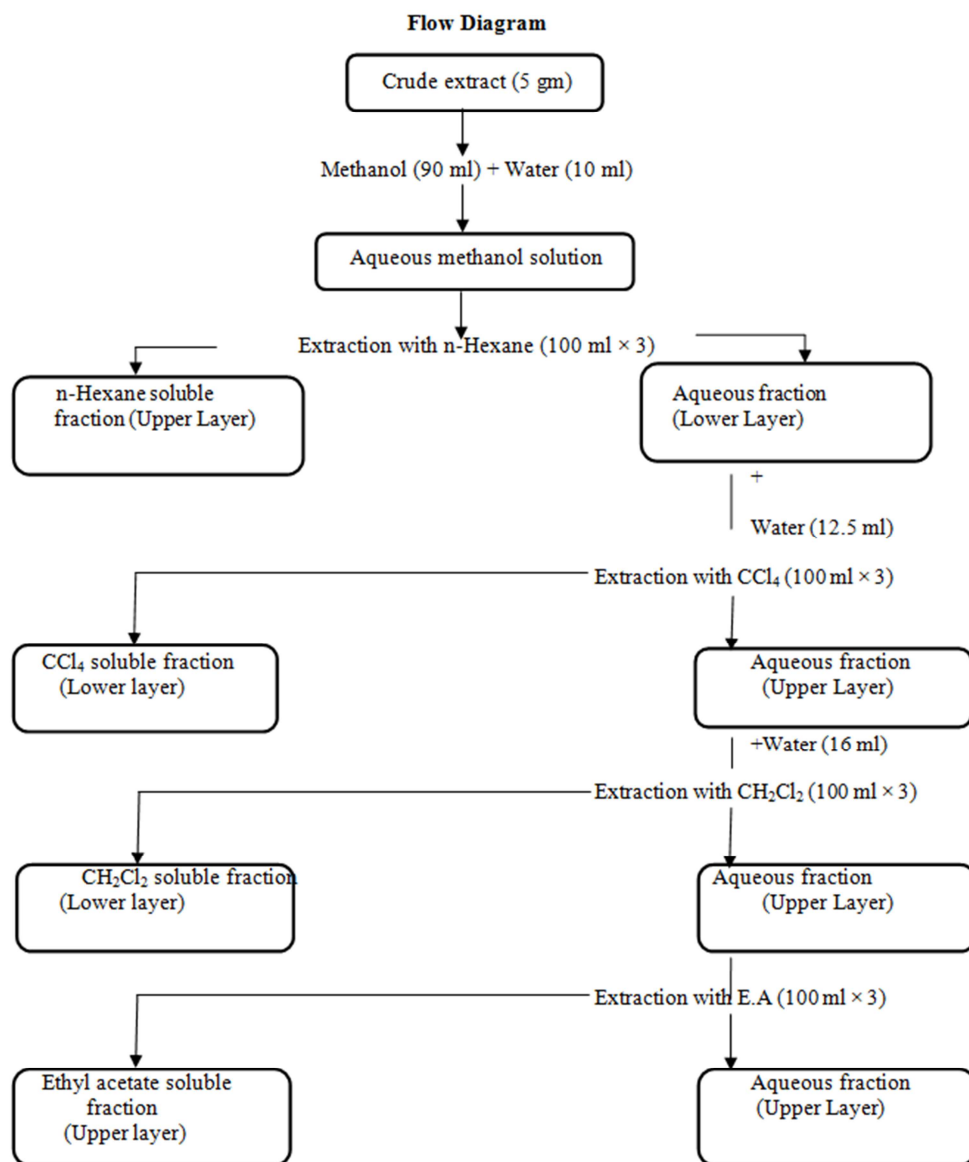 Flow Diagram
Crude extract (5 gm)
Methanol (90 ml) + Water (10 ml)
Aqueous methanol solution
Extraction with n-Hexane (100 ml × 3)
n-Hexane soluble
fraction (Upper Layer)
Aqueous fraction
(Lower Layer)
+
Water (12.5 ml)
Extraction with CCl₄ (100 ml × 3)
CCl₄ soluble fraction
(Lower layer)
Aqueous fraction
(Upper Layer)
+Water (16 ml)
Extraction with CH₂Cl₂ (100 ml × 3)
CH₂Cl₂ soluble fraction
(Lower layer)
Aqueous fraction
(Upper Layer)
Extraction with E.A (100 ml × 3)
Ethyl acetate soluble
fraction
(Upper layer)
Aqueous fraction
(Upper Layer)